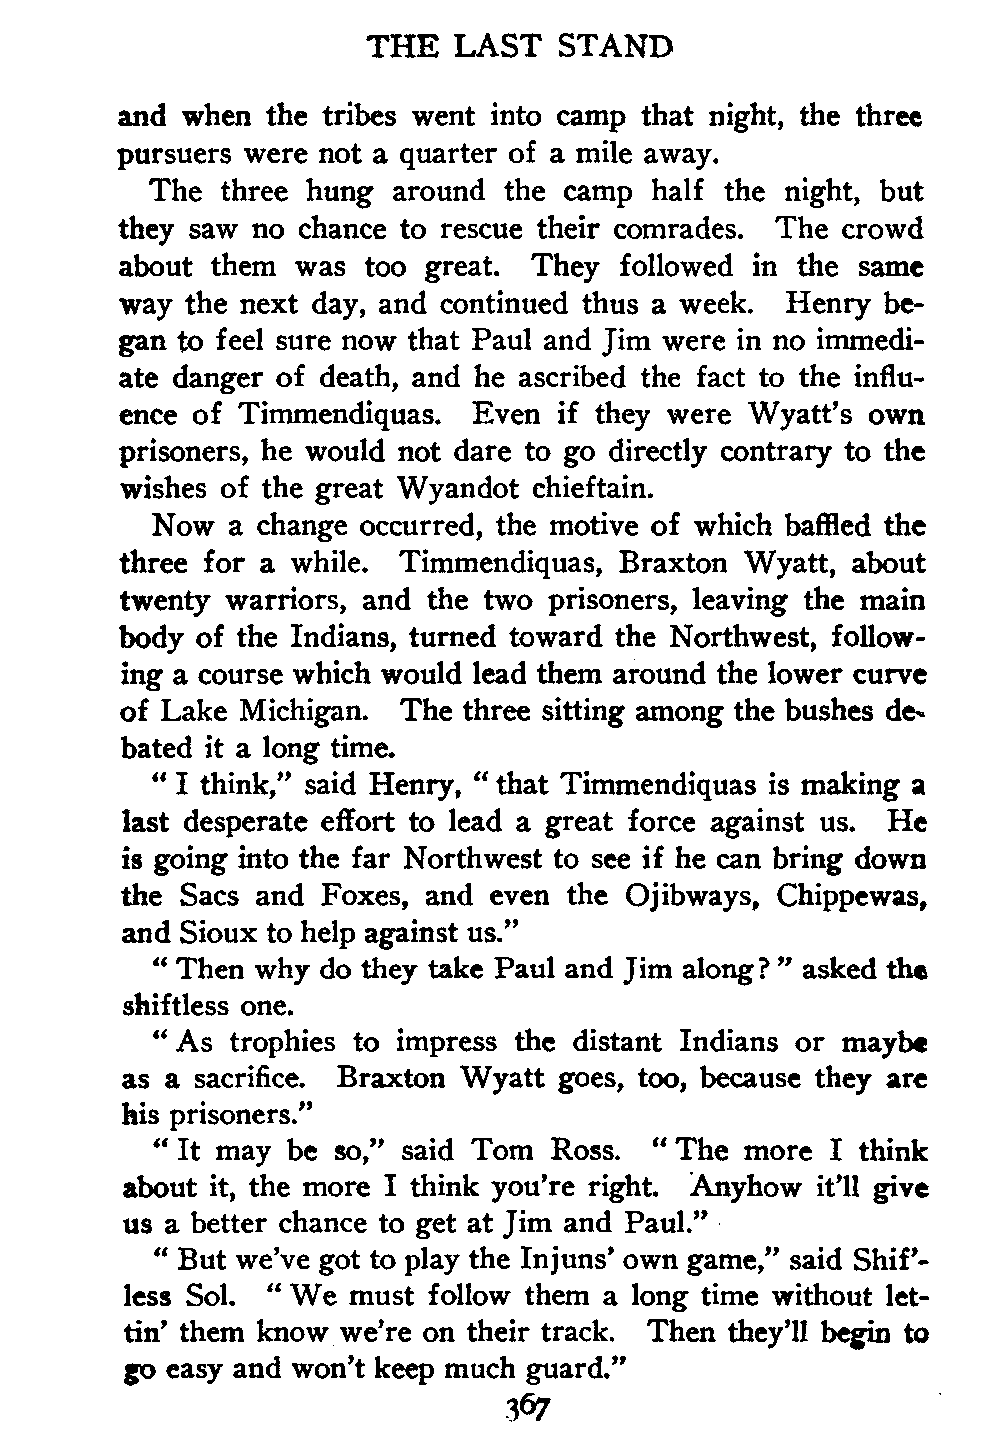 THE LAST STAND
and when the tribes went into camp that night, the three
pursuers were not a quarter of a mile away.
The three hung around the camp half the night, but
they saw no chance to rescue their comrades. The crowd
about them was too great. They followed in the same
way the next day, and continued thus a week. Henry be-
gan to feel sure now that Paul and Jim were in no immedi-
ate danger of death, and he ascribed the fact to the influ-
ence of Timmendiquas. Even if they were Wyatt's own
prisoners, he would not dare to go directly contrary to the
wishes of the great Wyandot chieftain.
Now a change occurred, the motive of which baffled the
three for a while. Timmendiquas, Braxton Wyatt, about
twenty warriors, and the two prisoners, leaving the main
body of the Indians, turned toward the Northwest, follow-
ing a course which would lead them around the lower curve
of Lake Michigan. The three sitting among the bushes de-
bated it a long time.
"I think," said Henry, "that Timmendiquas is making a
last desperate effort to lead a great force against us. He
is going into the far Northwest to see if he can bring down
the Sacs and Foxes, and even the Ojibways, Chippewas,
and Sioux to help against us."
"Then why do they take Paul and Jim along?" asked the
shiftless one.
"As trophies to impress the distant Indians or maybe
as a sacrifice. Braxton Wyatt goes, too, because they are
his prisoners."
"It may be so," said Tom Ross. "The more I think
about it, the more I think you're right. Anyhow it'll give
us a better chance to get at Jim and Paul."
"But we've got to play the Injuns' own game," said Shif'-
less Sol. "We must follow them a long time without let-
tin' them know we're on their track. Then they'll begin to
go easy and won't keep much guard."
367